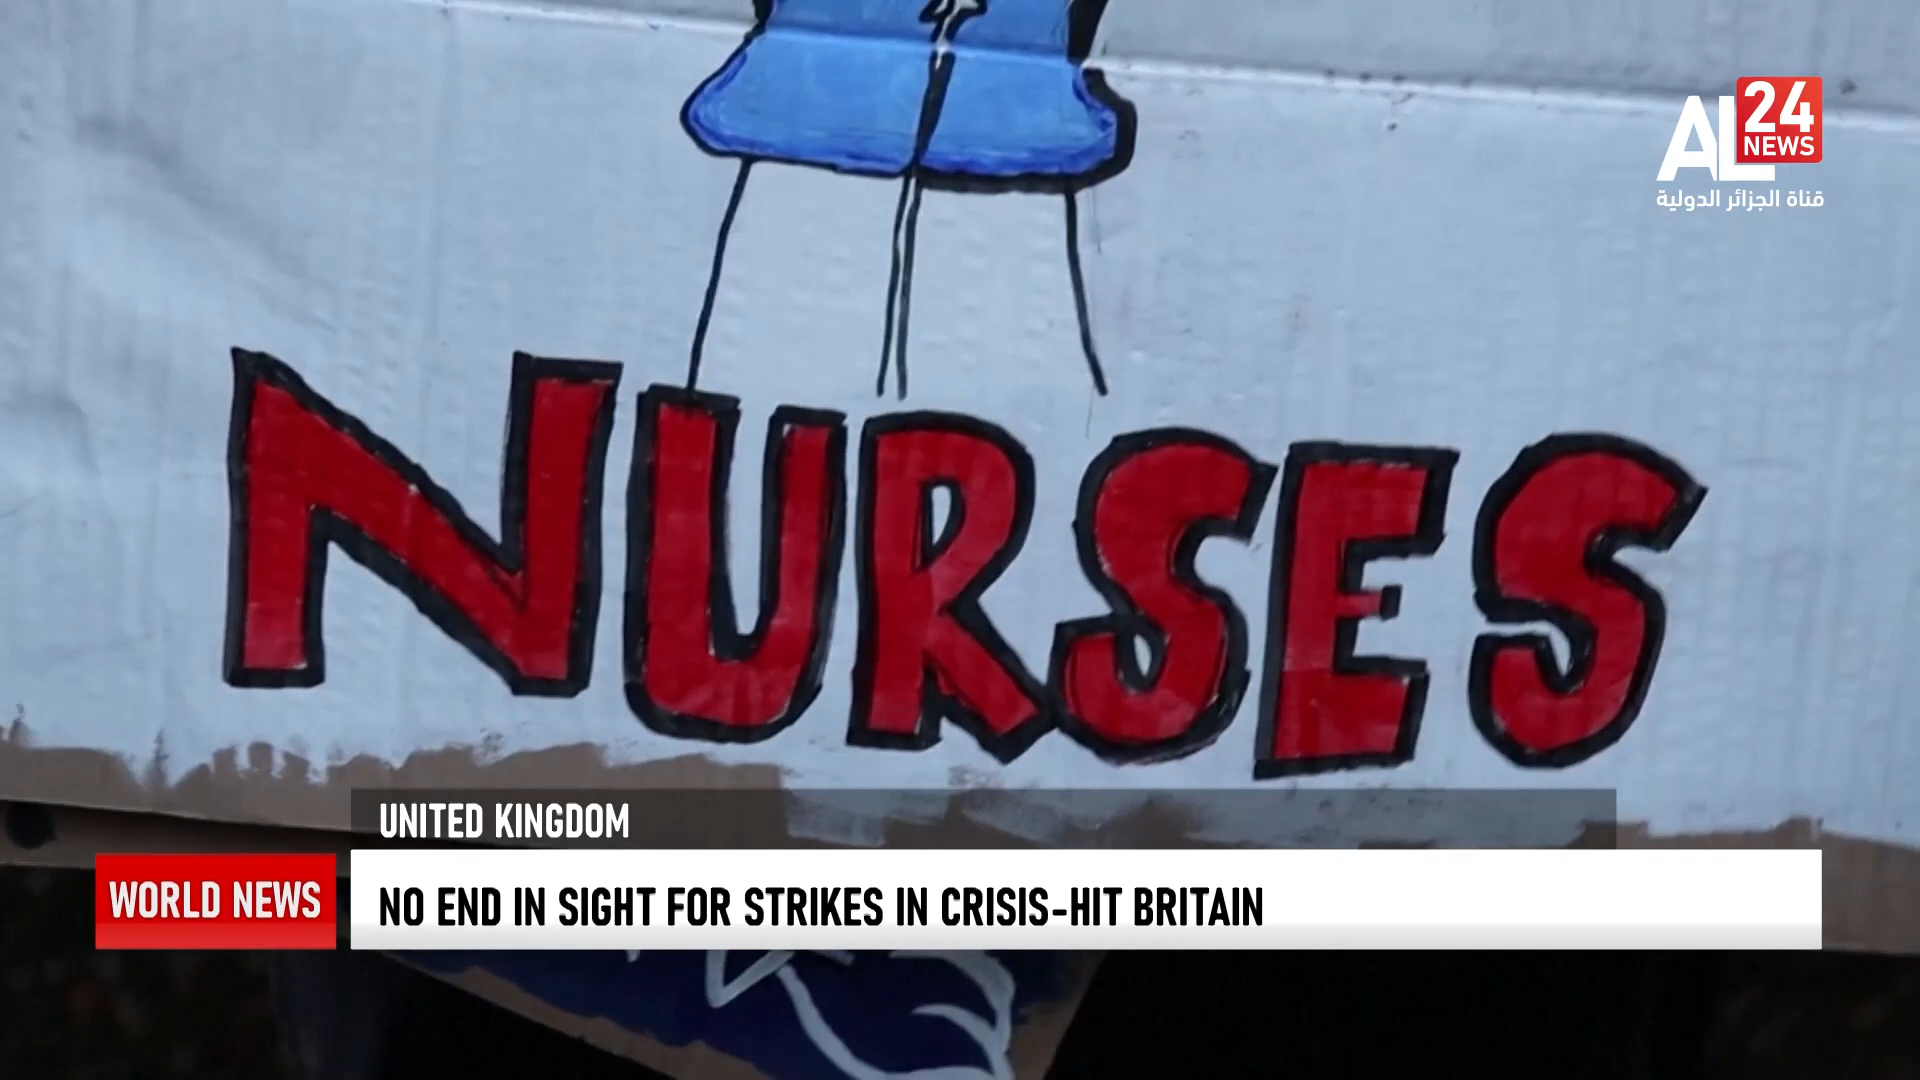 AL 24 NEWS
قناة الجزائر الدولية
NURSES
UNITED KINGDOM
WORLD NEWS
NO END IN SIGHT FOR STRIKES IN CRISIS-HIT BRITAIN